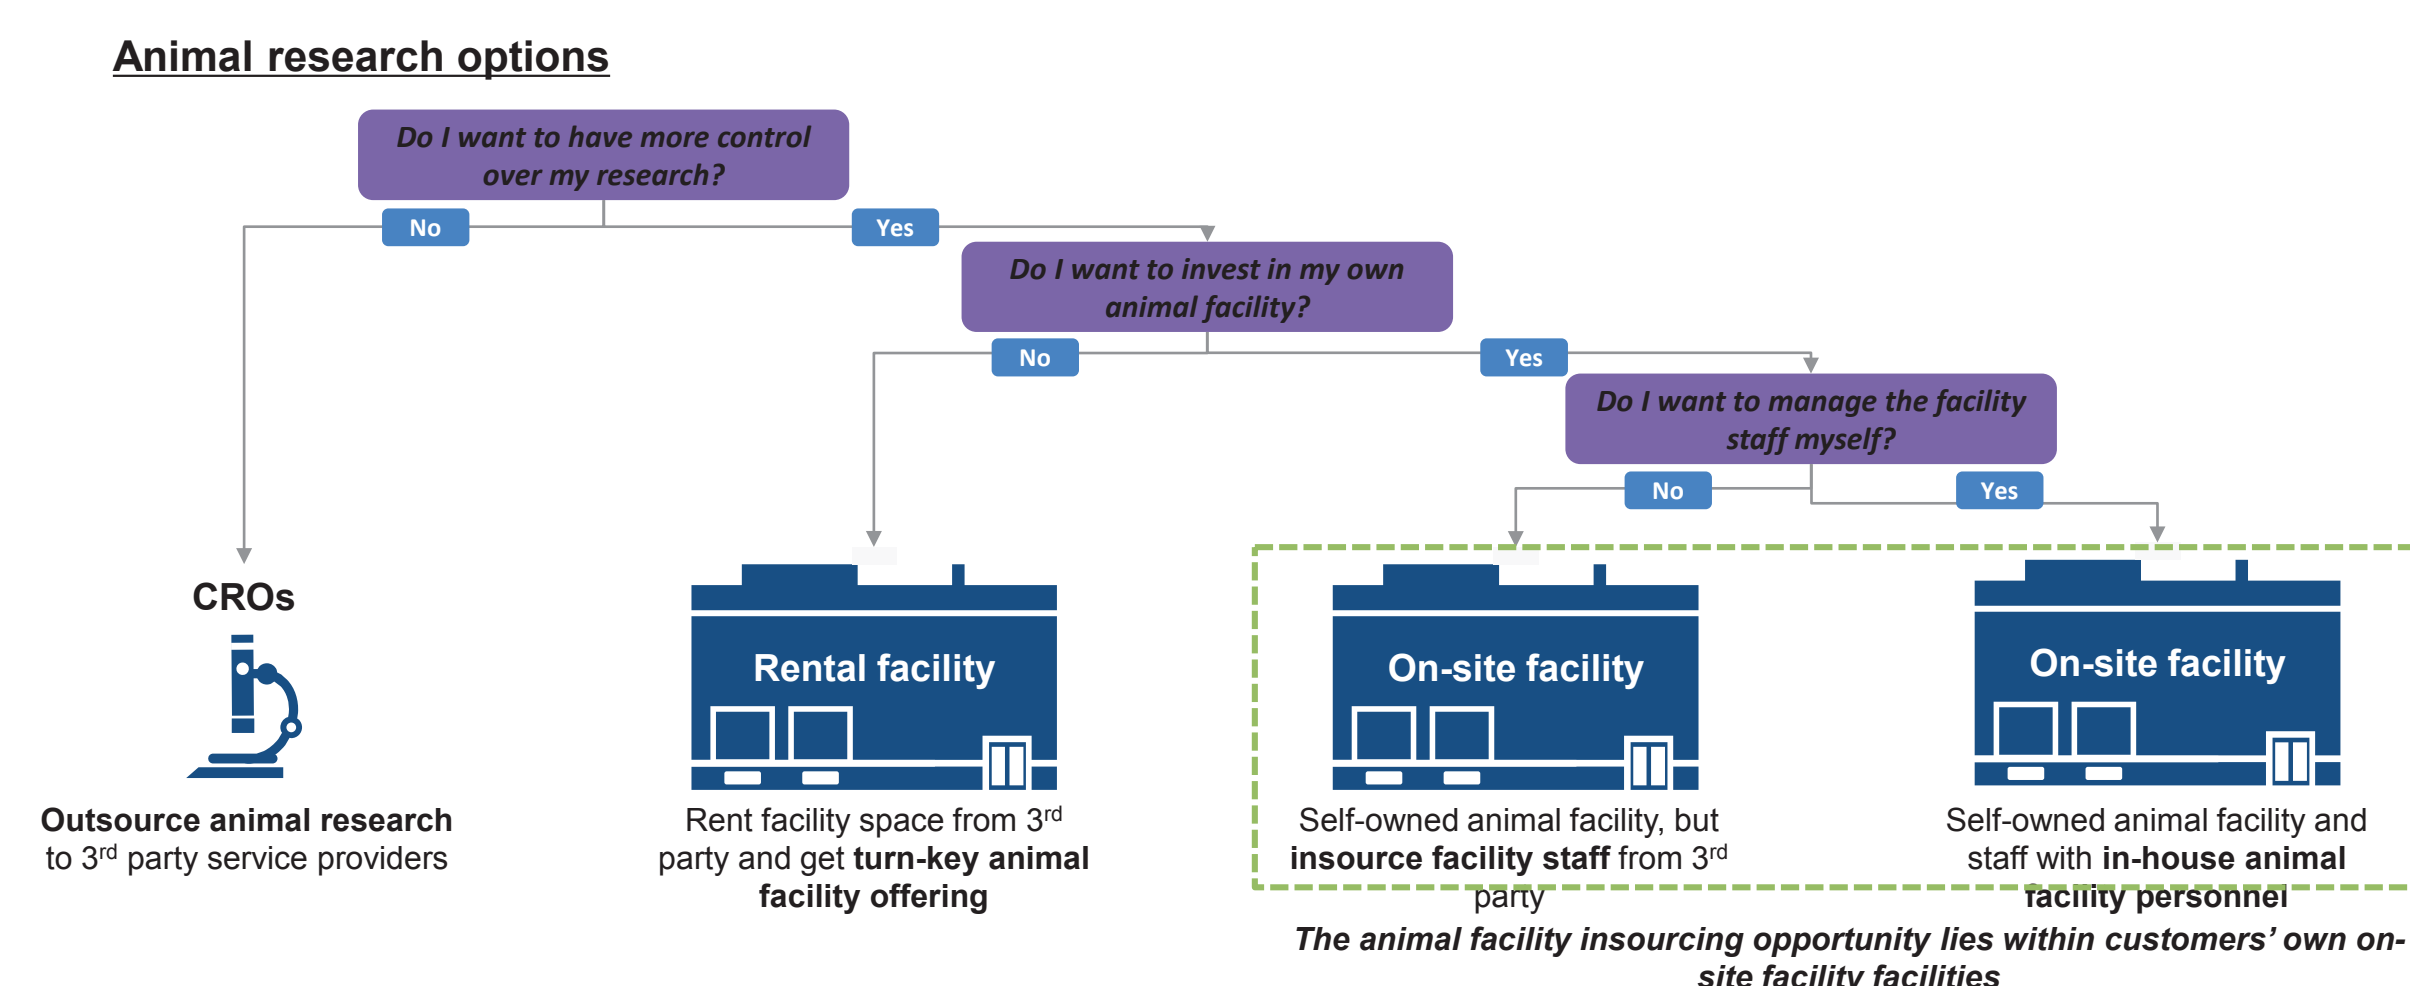 Animal research options
Do I want to have more control
over my research?
No
Yes
Do I want to invest in my own
animal facility?
No
Yes
Do I want to manage the facility
staff myself?
No
Yes
CROs
Outsource animal research
to 3rd party service providers
Rental facility
Rent facility space from 3rd
party and get turn-key animal
facility offering
On-site facility
Self-owned animal facility, but
insource facility staff from 3rd
party
On-site facility
Self-owned animal facility and
staff with in-house animal
facility personnel
The animal facility insourcing opportunity lies within customers’ own on-
site facility facilities